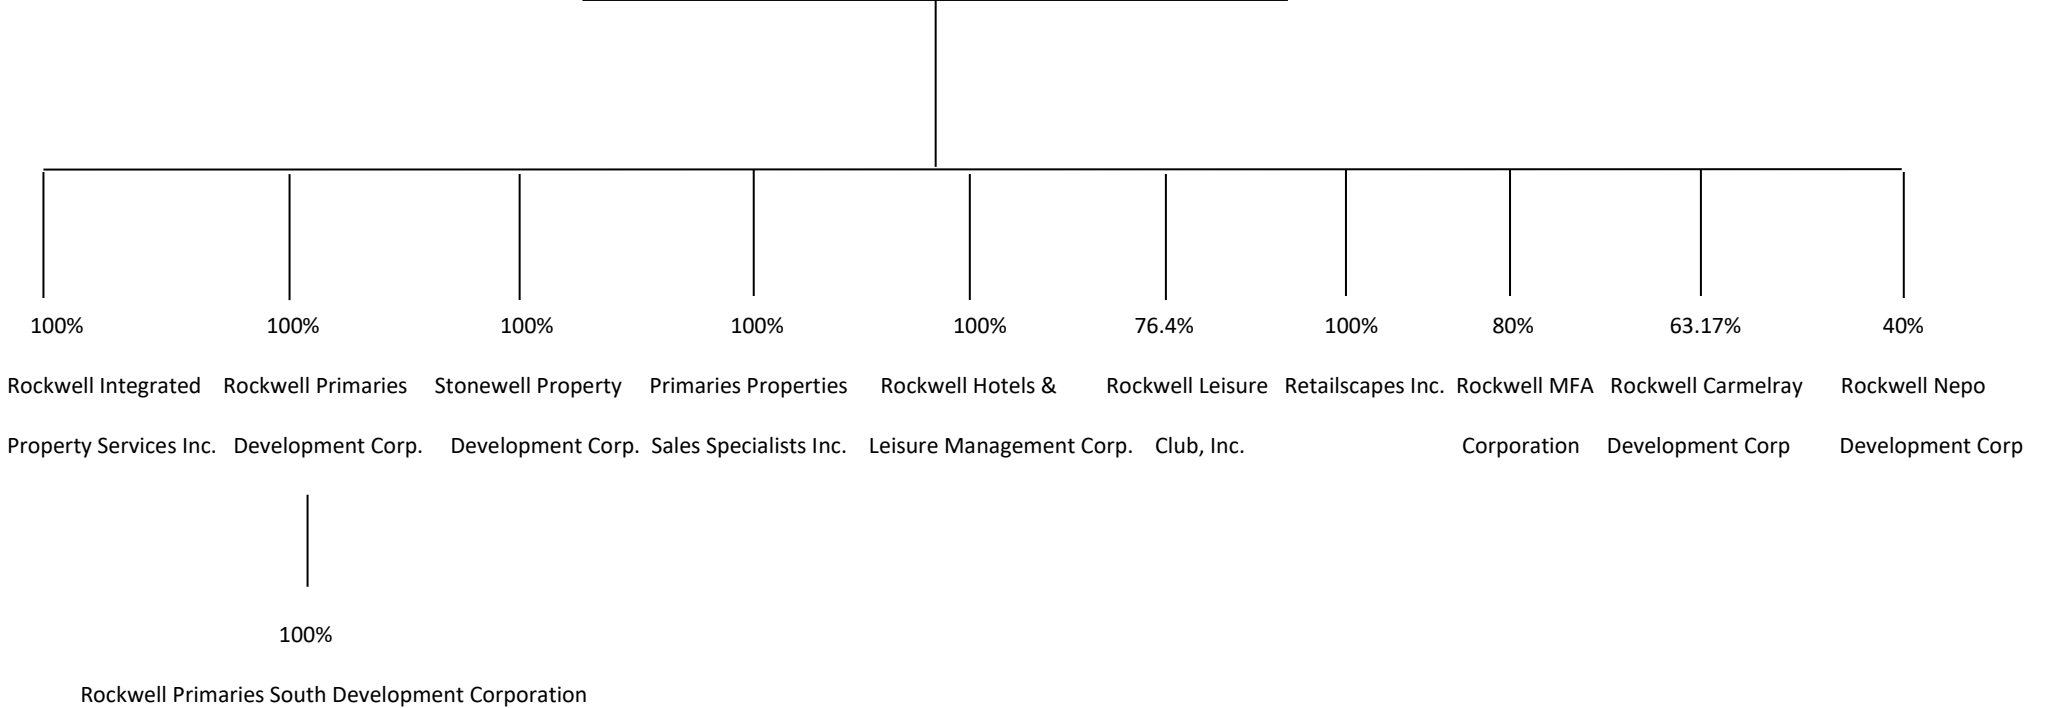 100% 100% 100% 100% 100% 76.4% 100% 80% 63.17% 40%
Rockwell Integrated Rockwell Primaries Stonewell Property Primaries Properties Rockwell Hotels & Rockwell Leisure Retailscapes Inc. Rockwell MFA Rockwell Carmelray Rockwell Nepo
Property Services Inc. Development Corp. Development Corp. Sales Specialists Inc. Leisure Management Corp. Club, Inc. Corporation Development Corp Development Corp
100%
Rockwell Primaries South Development Corporation